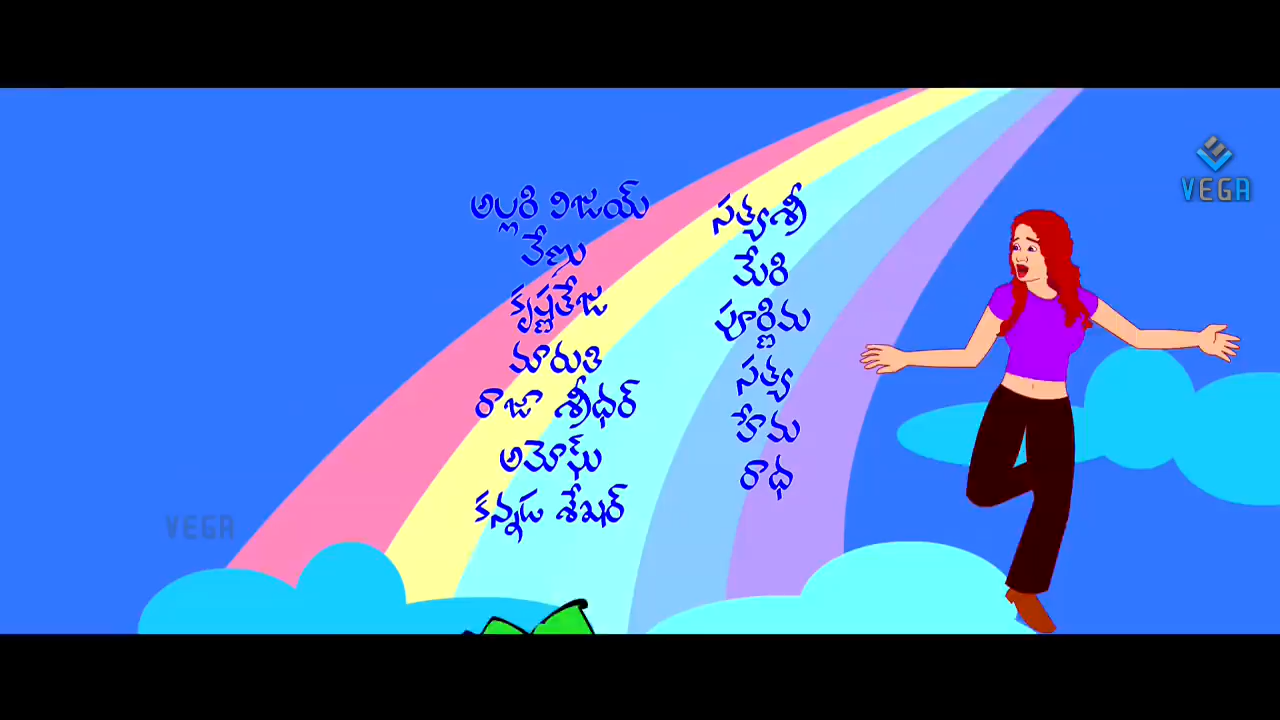 అల్లరి విజయ్
వేణు
కృష్ణతేజ
మారుతి
రాజా శ్రీధర్
అమోఘ్
కన్నడ శేఖర్
సత్యశ్రీ
మేరి
పూర్ణిమ
సత్య
హేమ
రాధ
VEGA
VEGA